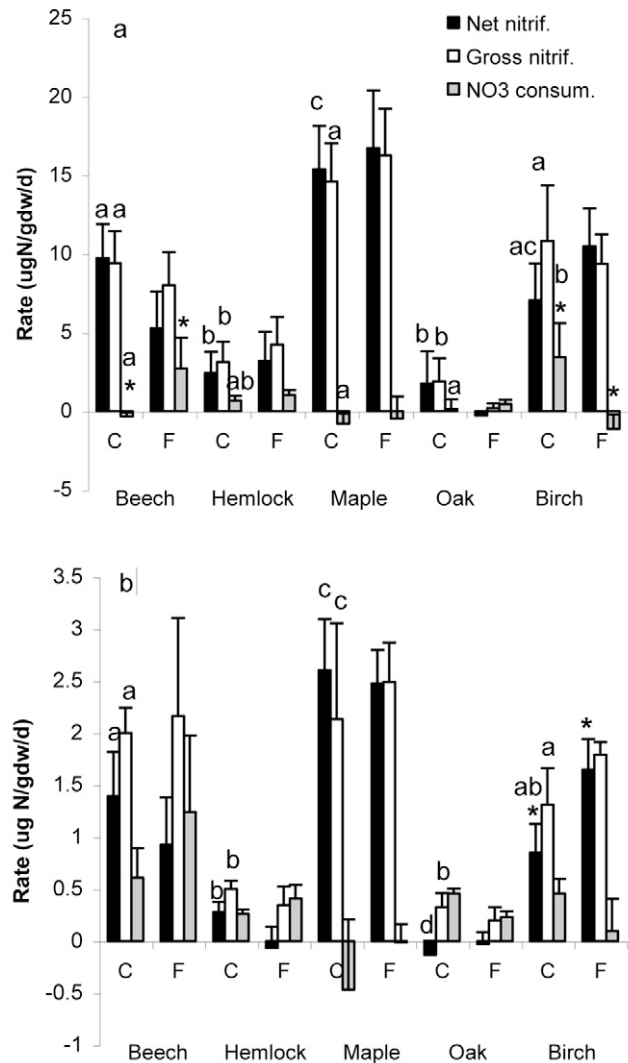 25
a
Net nitrif.
Gross nitrif.
NO3 consum.
20
c
a
15
a
a a
ac
10
b
*
*
b b
b b
5
a
*
ab
a
a
*
0
C F C F C F C F C F
-5
Beech Hemlock Maple Oak Birch
Rate (ugN/gdw/d)
3.5
b
c c
3
2.5
a
*
2
a
a
ab
*
1.5
1
b
b
b
0.5
d
0
C F C F C F C F C F
-0.5
-1
Beech Hemlock Maple Oak Birch
Rate (ug N/gdw/d)